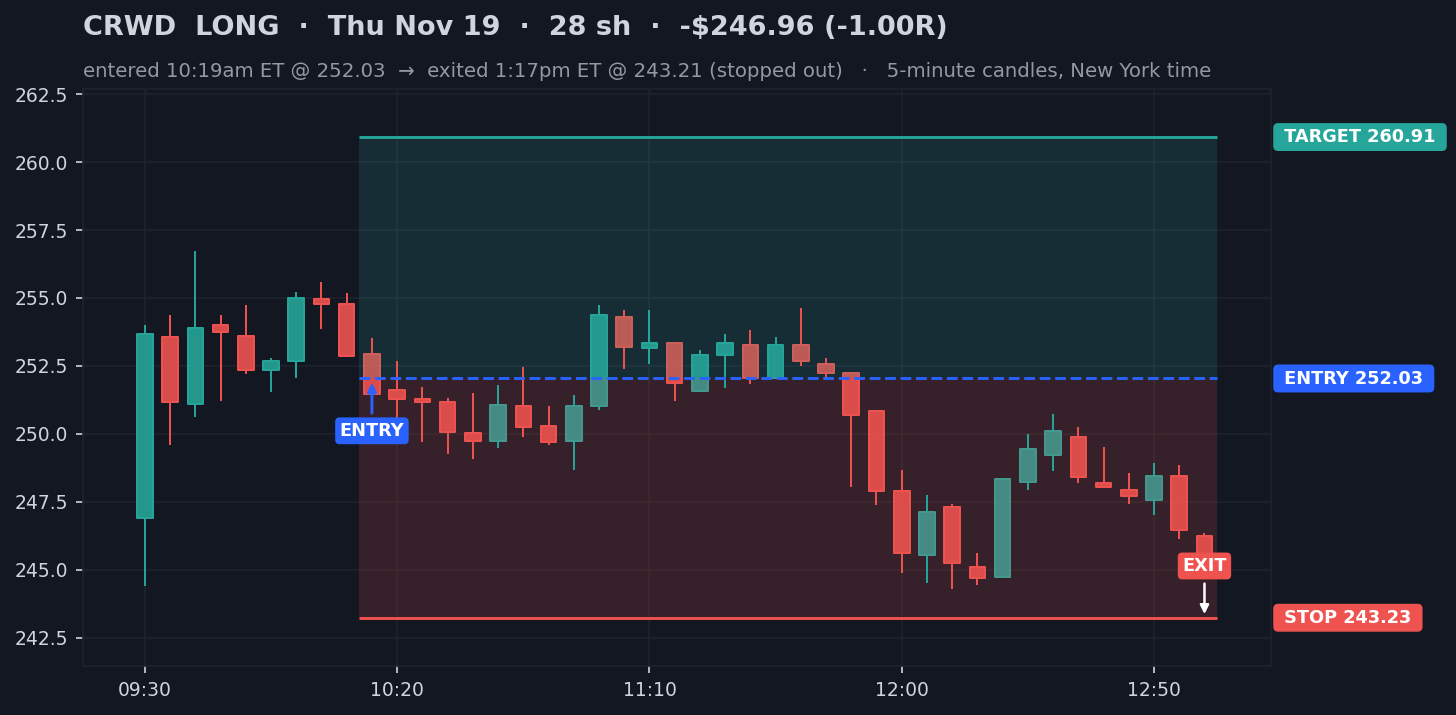 CRWD LONG · Thu Nov 19 · 28 sh · -$246.96 (-1.00R)
entered 10:19am ET @ 252.03 → exited 1:17pm ET @ 243.21 (stopped out) · 5-minute candles, New York time
262.5
260.0
257.5
255.0
252.5
250.0
247.5
245.0
242.5
TARGET 260.91
ENTRY 252.03
STOP 243.23
ENTRY
EXIT
09:30
10:20
11:10
12:00
12:50